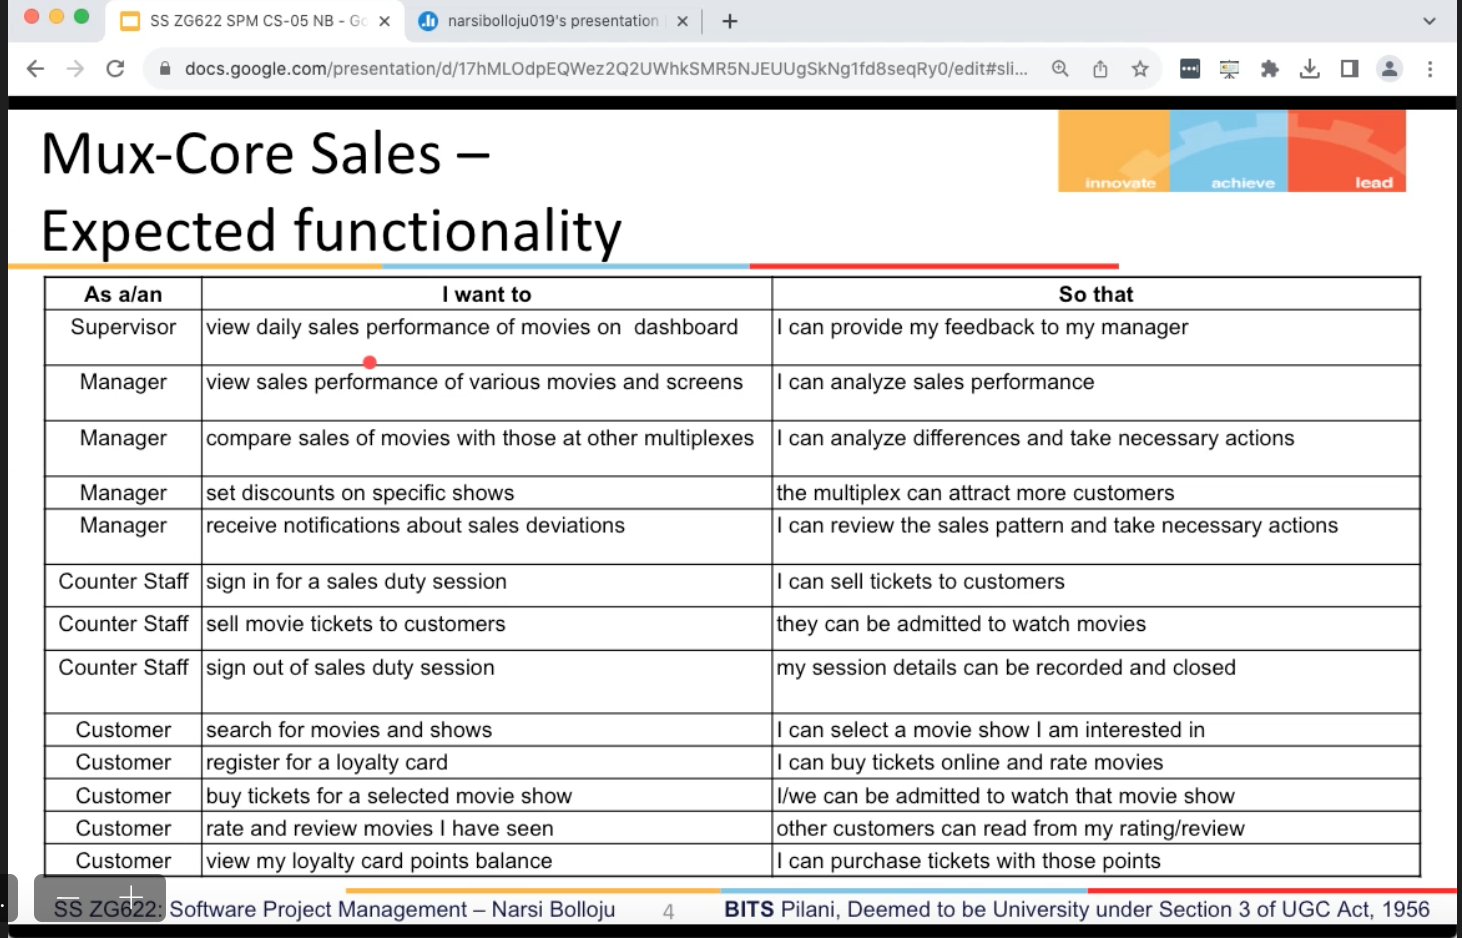 SS ZG622 SPM CS-05 NB - Go
narsibolloju019's presentation
docs.google.com/presentation/d/17hMLOdpEQWez2Q2UWhkSMR5NJEUUgSkNg1fd8seqRy0/edit#sli...
Mux-Core Sales –
Expected functionality
innovate achieve lead
As a/an I want to So that
Supervisor view daily sales performance of movies on dashboard I can provide my feedback to my manager
Manager view sales performance of various movies and screens I can analyze sales performance
Manager compare sales of movies with those at other multiplexes I can analyze differences and take necessary actions
Manager set discounts on specific shows the multiplex can attract more customers
Manager receive notifications about sales deviations I can review the sales pattern and take necessary actions
Counter Staff sign in for a sales duty session I can sell tickets to customers
Counter Staff sell movie tickets to customers they can be admitted to watch movies
Counter Staff sign out of sales duty session my session details can be recorded and closed
Customer search for movies and shows I can select a movie show I am interested in
Customer register for a loyalty card I can buy tickets online and rate movies
Customer buy tickets for a selected movie show I/we can be admitted to watch that movie show
Customer rate and review movies I have seen other customers can read from my rating/review
Customer view my loyalty card points balance I can purchase tickets with those points
SS ZG622: Software Project Management – Narsi Bolloju 4 BITS Pilani, Deemed to be University under Section 3 of UGC Act, 1956